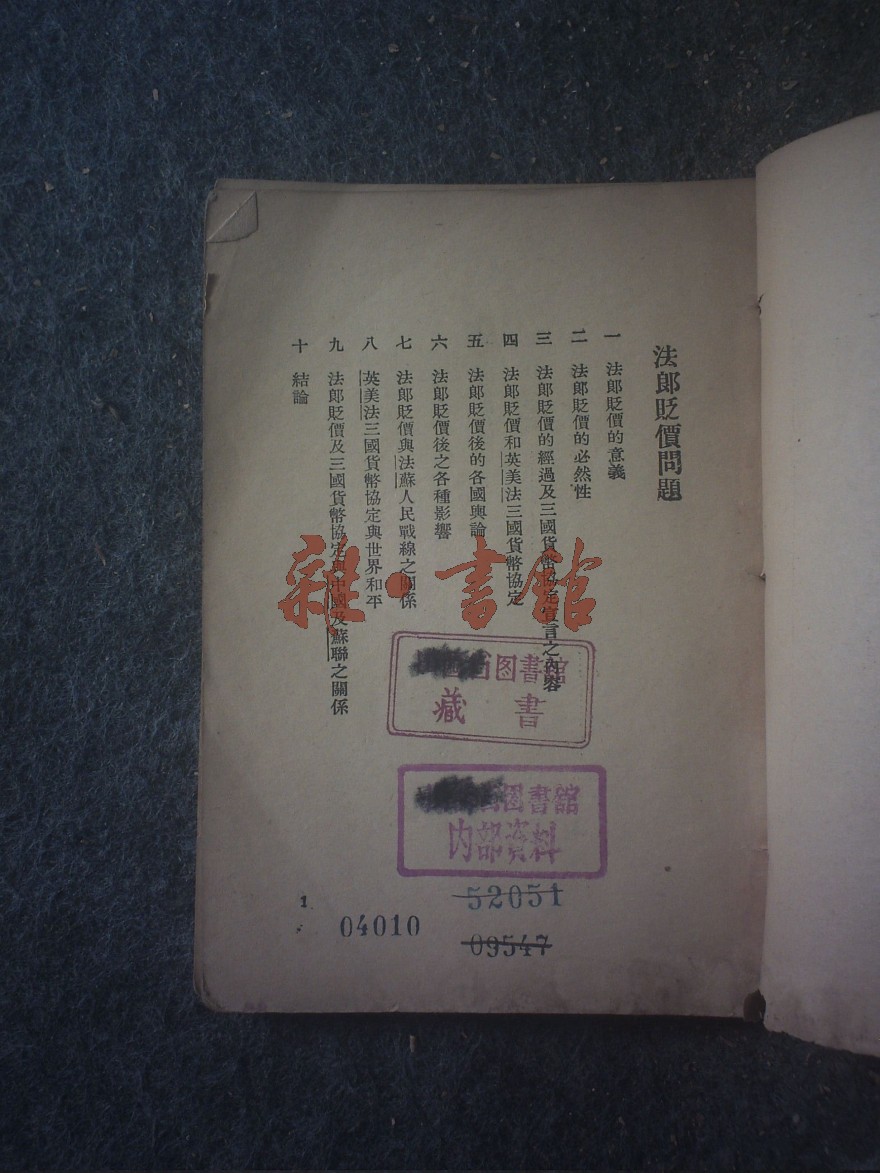 法郎貶價問題
一 法郎貶價的意義
二 法郎貶價的必然性
三 法郎貶價的經過及三國貨幣協定宣言之內容
四 法郎貶價和英美法三國貨幣協定
五 法郎貶價後的各國輿論
六 法郎貶價後之各種影響
七 法郎貶價與法蘇人民戰線之關係
八 英美法三國貨幣協定與世界和平
九 法郎貶價及三國貨幣協定與中國及蘇聯之關係
十 結論
雜·書館
图書舘
藏書
图書舘
内部資料
52051
1
04010
09547